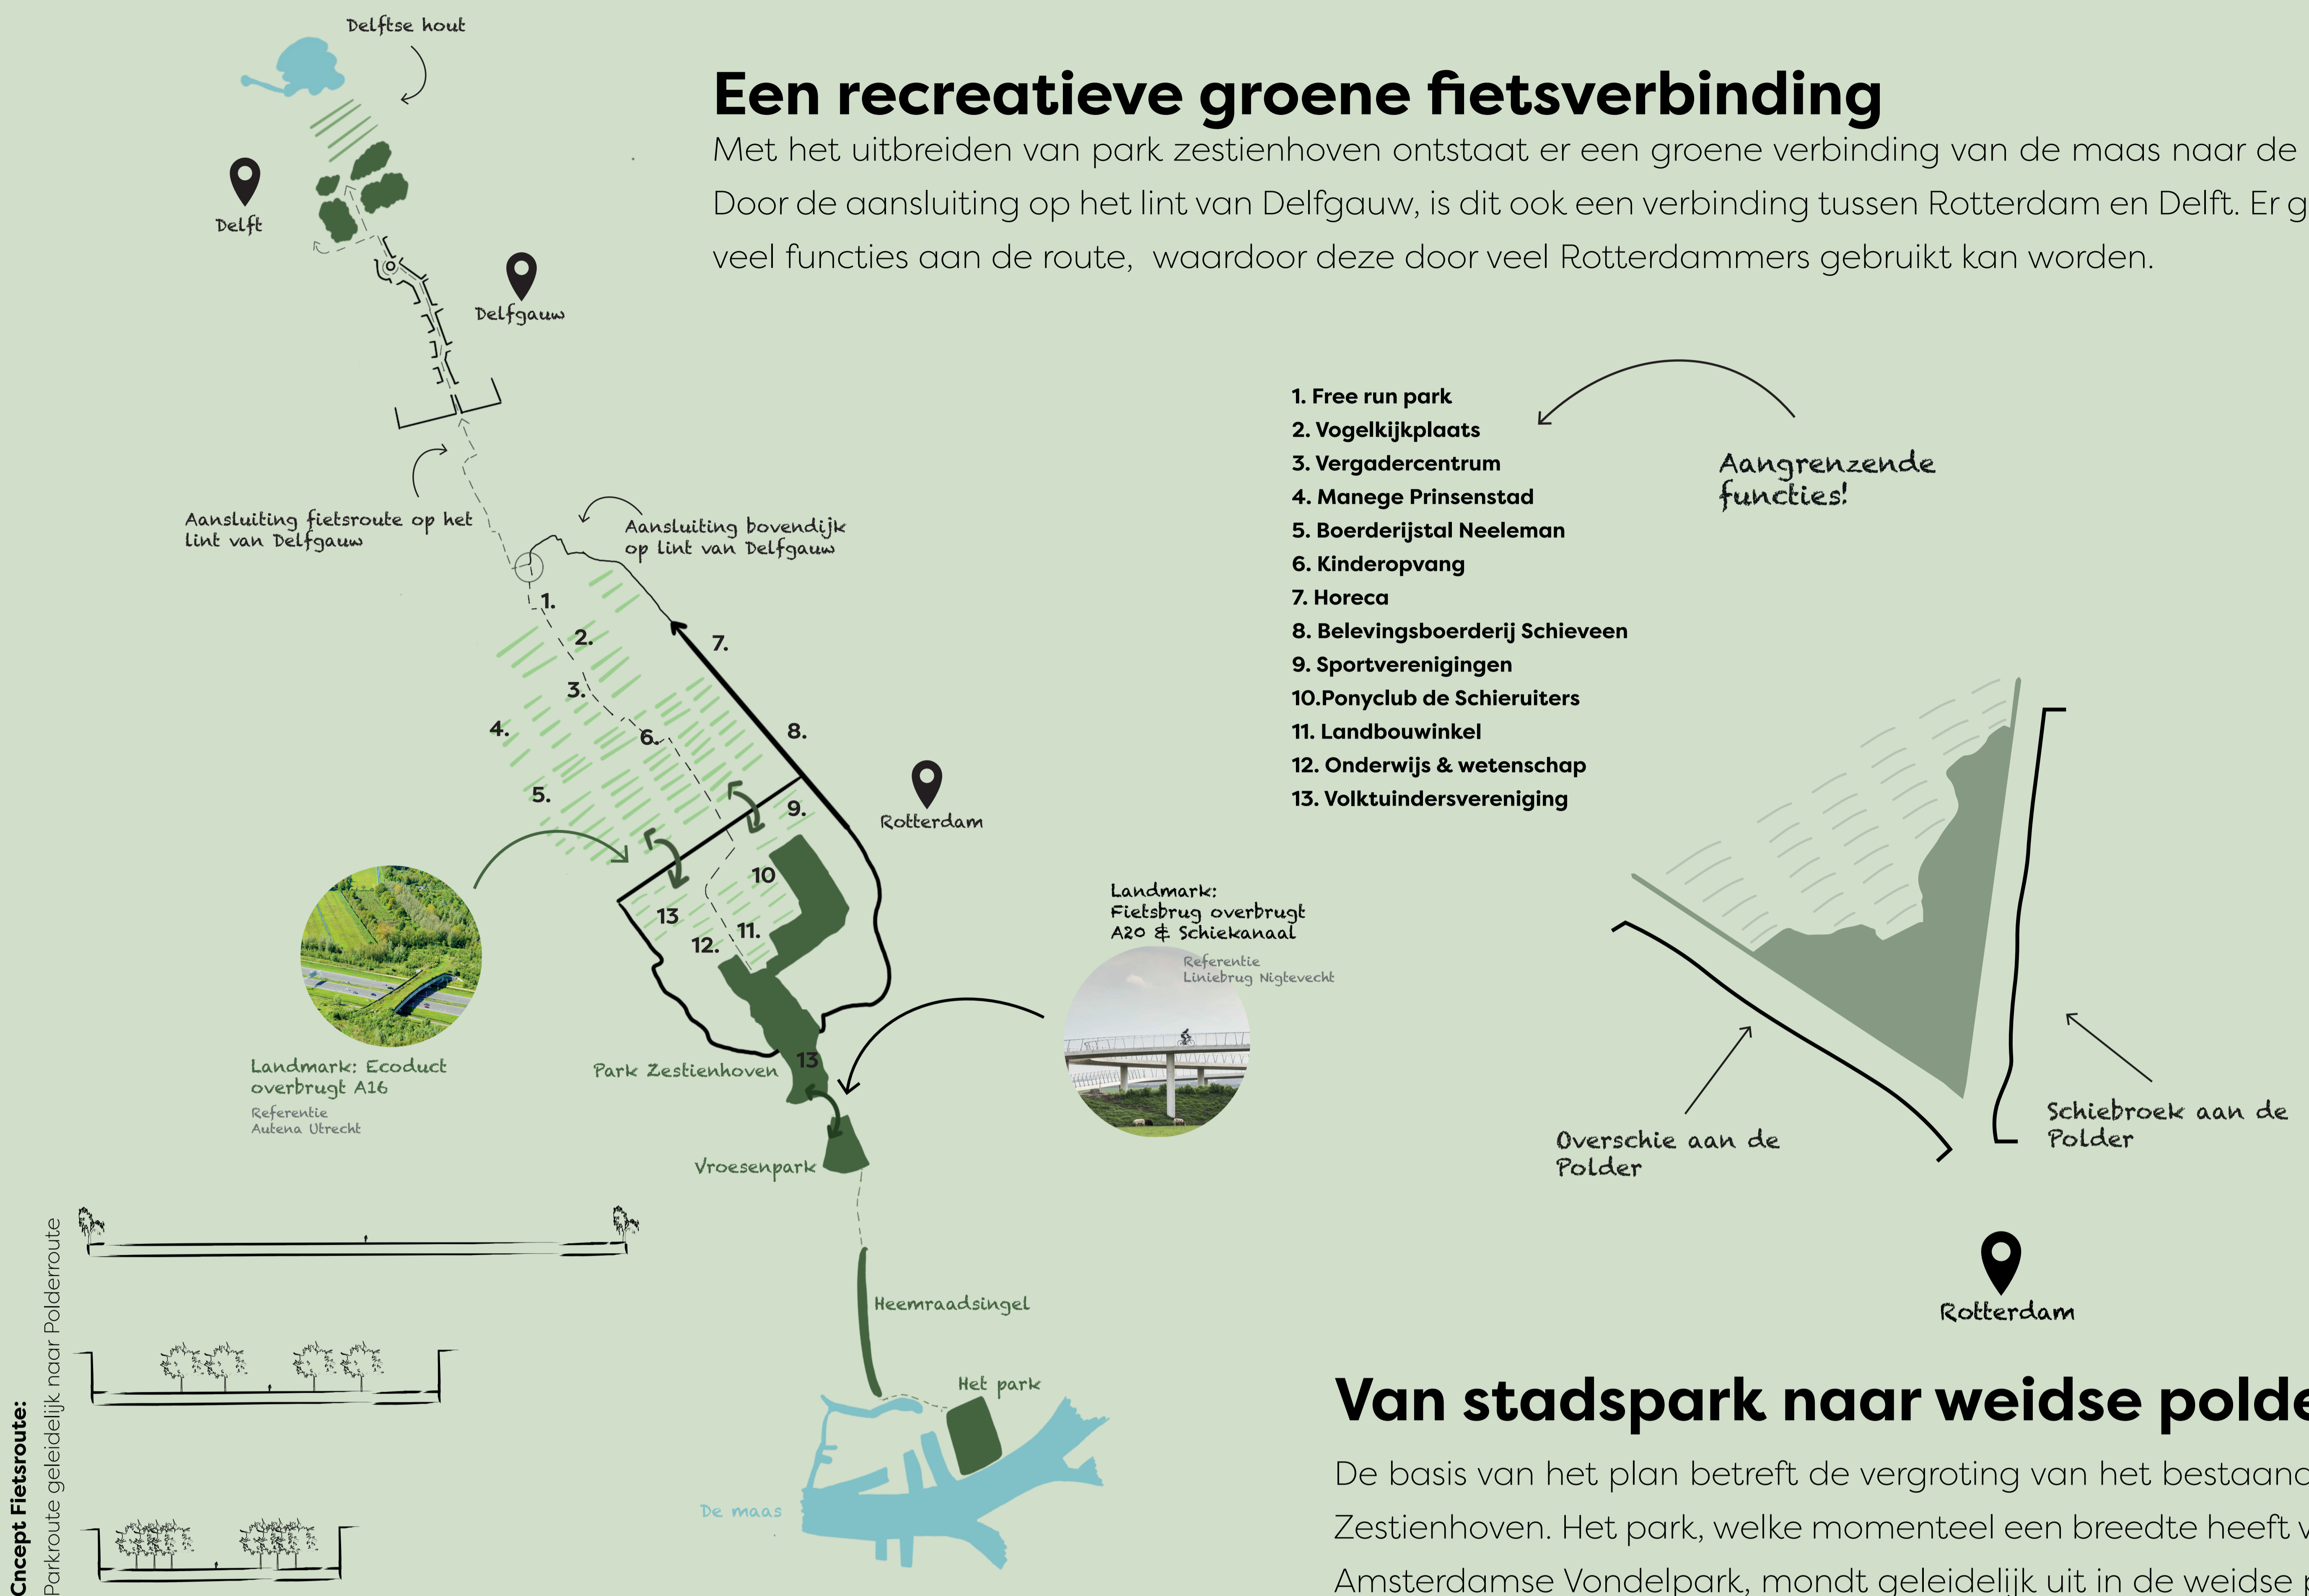 Delftse hout
Een recreatieve groene fietsverbinding
Met het uitbreiden van park zestienhoven ontstaat er een groene verbinding van de maas naar de
Door de aansluiting op het lint van Delfgauw, is dit ook een verbinding tussen Rotterdam en Delft. Er g
veel functies aan de route, waardoor deze door veel Rotterdammers gebruikt kan worden.
Delft
Delfgauw
Aansluiting fietsroute op het
lint van Delfgauw
Aansluiting bovendijk
op lint van Delfgauw
1. Free run park
2. Vogelkijkplaats
3. Vergadercentrum
4. Manege Prinsenstad
5. Boerderijstal Neeleman
6. Kinderopvang
7. Horeca
8. Belevingsboerderij Schieveen
9. Sportverenigingen
10.Ponyclub de Schieruiters
11. Landbouwinkel
12. Onderwijs & wetenschap
13. Volktuindersvereniging
Aangrenzende
functies!
1.
2.
7.
3.
4.
6.
8.
5.
9.
Rotterdam
10
13
11.
12.
Landmark:
Fietsbrug overbrugt
A20 & Schiekanaal
Referentie
Liniebrug Nigtevecht
Landmark: Ecoduct
overbrugt A16
Referentie
Autena Utrecht
Park Zestienhoven
13
Vroesenpark
Overschie aan de
Polder
Schiebroek aan de
Polder
Rotterdam
Heemraadsingel
Het park
De maas
Cncept Fietsroute:
Parkroute geleidelijk naar Polderroute
Van stadspark naar weidse polde
De basis van het plan betreft de vergroting van het bestaand
Zestienhoven. Het park, welke momenteel een breedte heeft v
Amsterdamse Vondelpark, mondt geleidelijk uit in de weidse